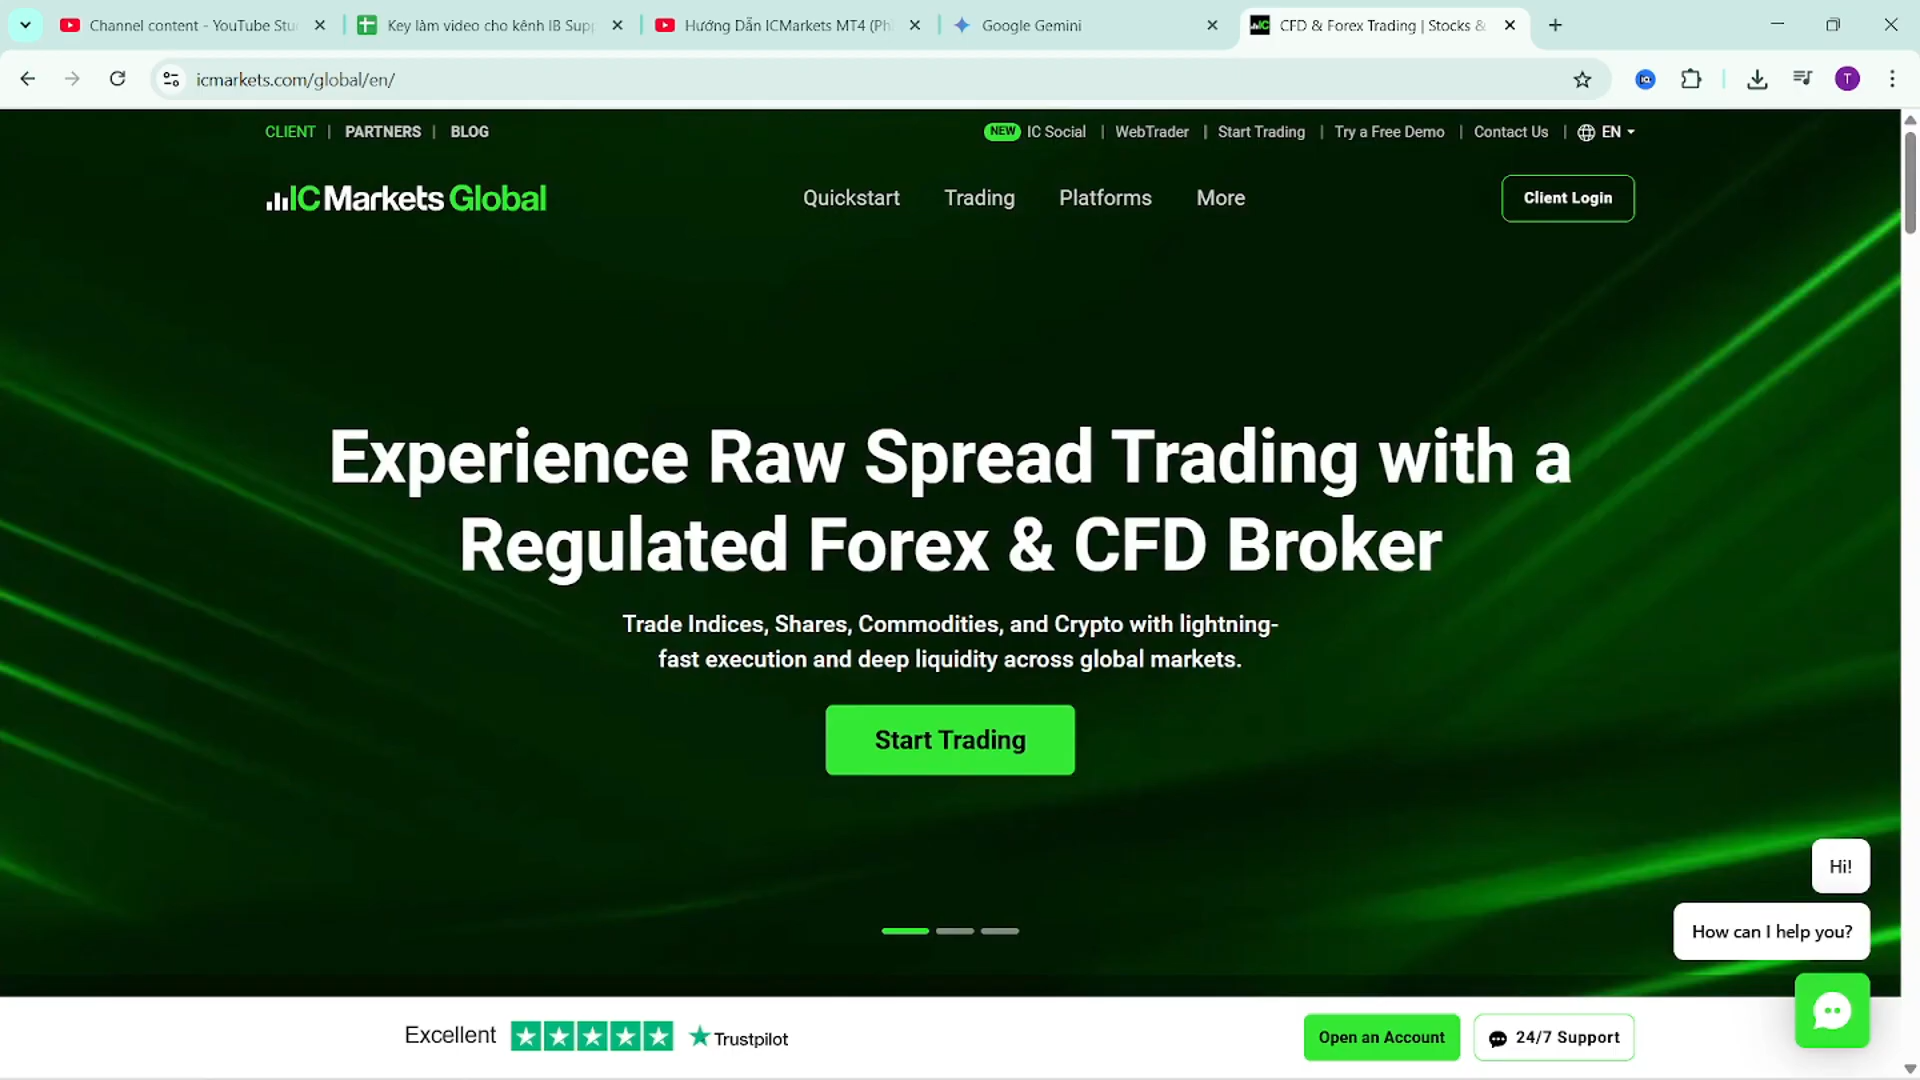 Channel content - YouTube Stu
Key làm video cho kênh IB Supp
Hướng Dẫn ICMarkets MT4 (Ph
Google Gemini
CFD & Forex Trading | Stocks &
icmarkets.com/global/en/
T
CLIENT | PARTNERS | BLOG
NEW IC Social | WebTrader | Start Trading | Try a Free Demo | Contact Us | EN
IC Markets Global
Quickstart Trading Platforms More
Client Login
Experience Raw Spread Trading with a
Regulated Forex & CFD Broker
Trade Indices, Shares, Commodities, and Crypto with lightning-
fast execution and deep liquidity across global markets.
Start Trading
Hi!
How can I help you?
Excellent Trustpilot
Open an Account
24/7 Support